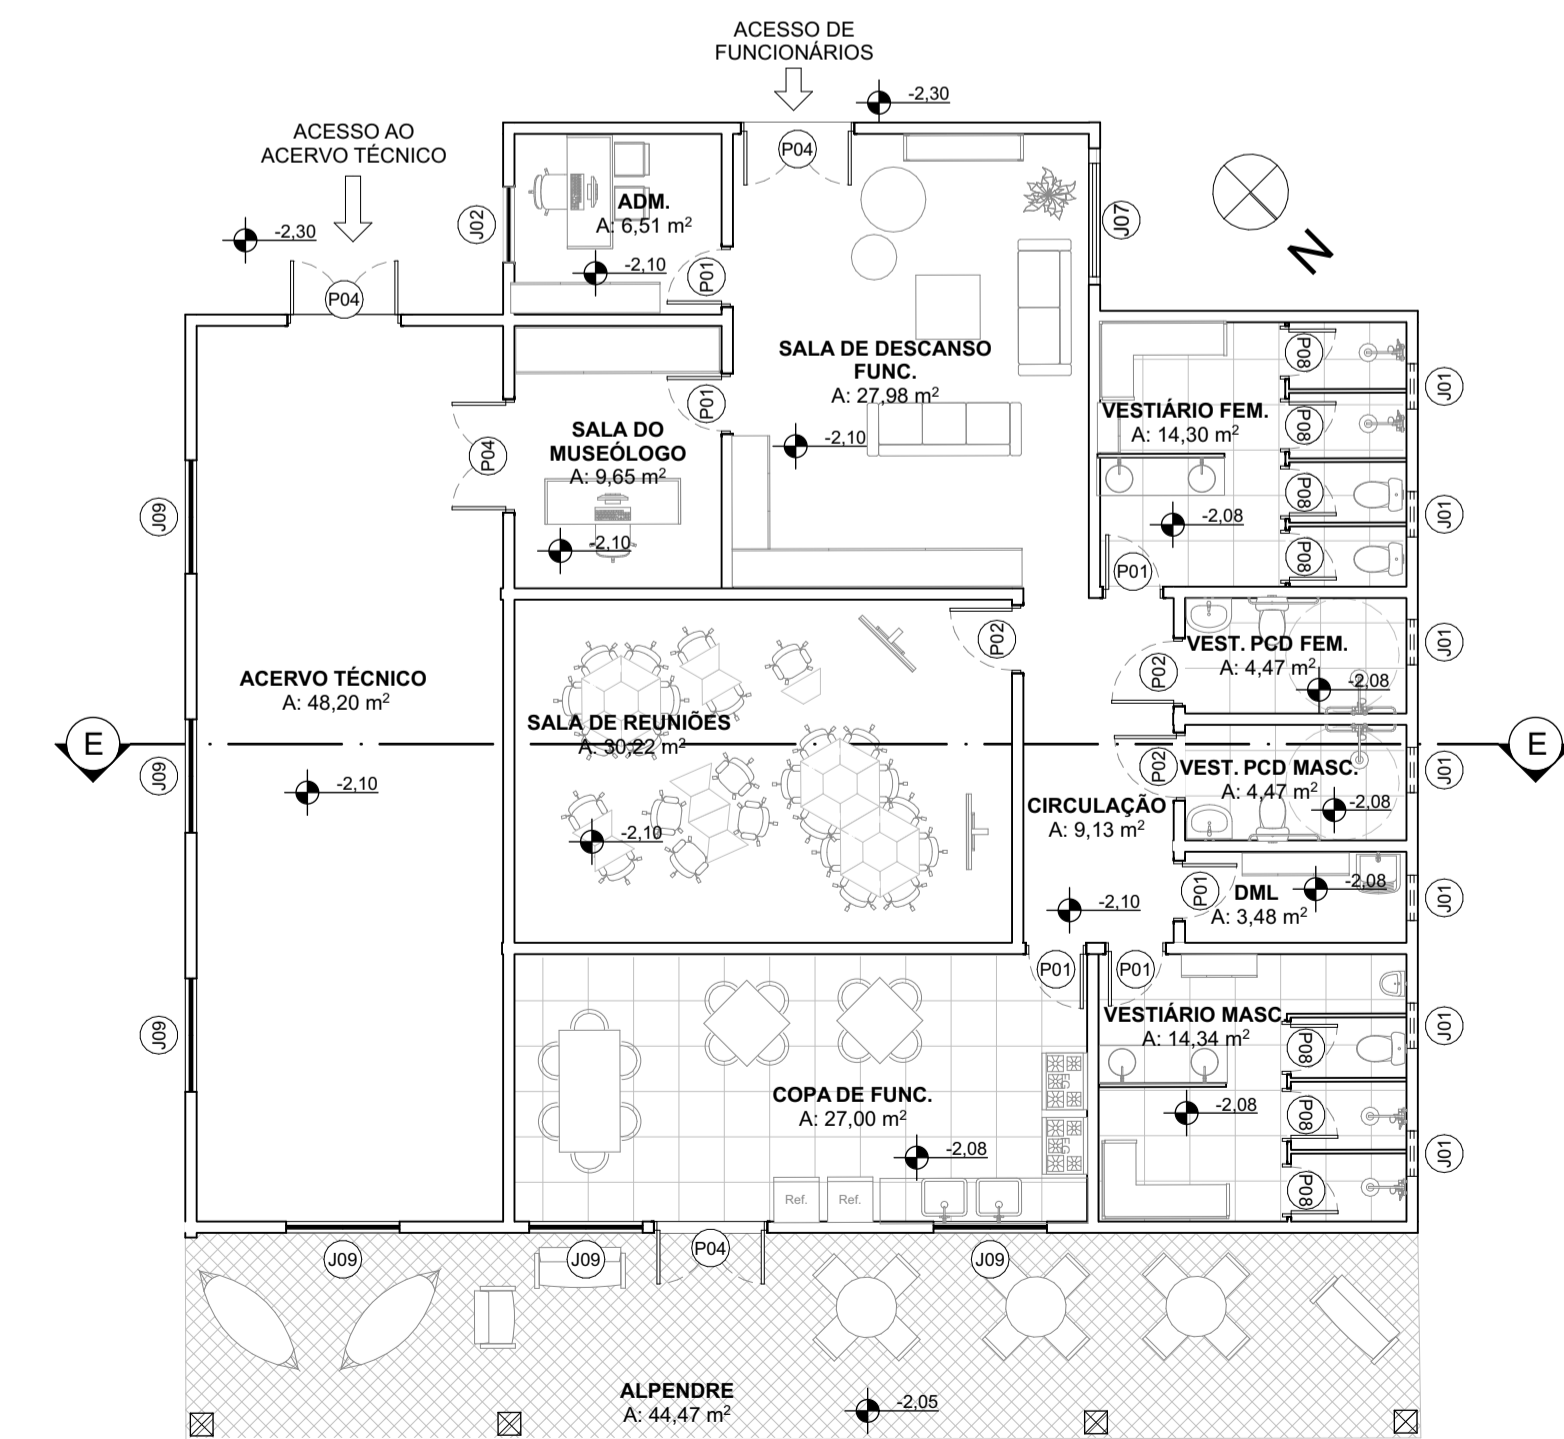 ACESSO DE
FUNCIONÁRIOS
-2,30
ACESSO AO
ACERVO TÉCNICO
P04
-2,30
J02
ADM.
A: 6,51 m²
-2,10
P01
J07
N
P04
SALA DE DESCANSO
FUNC.
A: 27,98 m²
-2,10
P01
SALA DO
MUSEÓLOGO
A: 9,65 m²
-2,10
P04
VESTIÁRIO FEM.
A: 14,30 m²
-2,08
P08
P08
P08
P08
J01
J01
P01
J09
J09
J09
ACERVO TÉCNICO
A: 48,20 m²
-2,10
SALA DE REUNIÕES
A: 30,22 m²
-2,10
P02
P02
VEST. PCD FEM.
A: 4,47 m²
-2,08
J01
E
E
P02
VEST. PCD MASC.
A: 4,47 m²
-2,08
J01
CIRCULAÇÃO
A: 9,13 m²
-2,10
P01
DML
A: 3,48 m²
-2,08
J01
P01
P01
VESTIÁRIO MASC.
A: 14,34 m²
-2,08
P08
P08
P08
J01
J01
COPA DE FUNC.
A: 27,00 m²
-2,08
FG
FG
Ref.
Ref.
J09
J09
P04
J09
ALPENDRE
A: 44,47 m²
-2,05